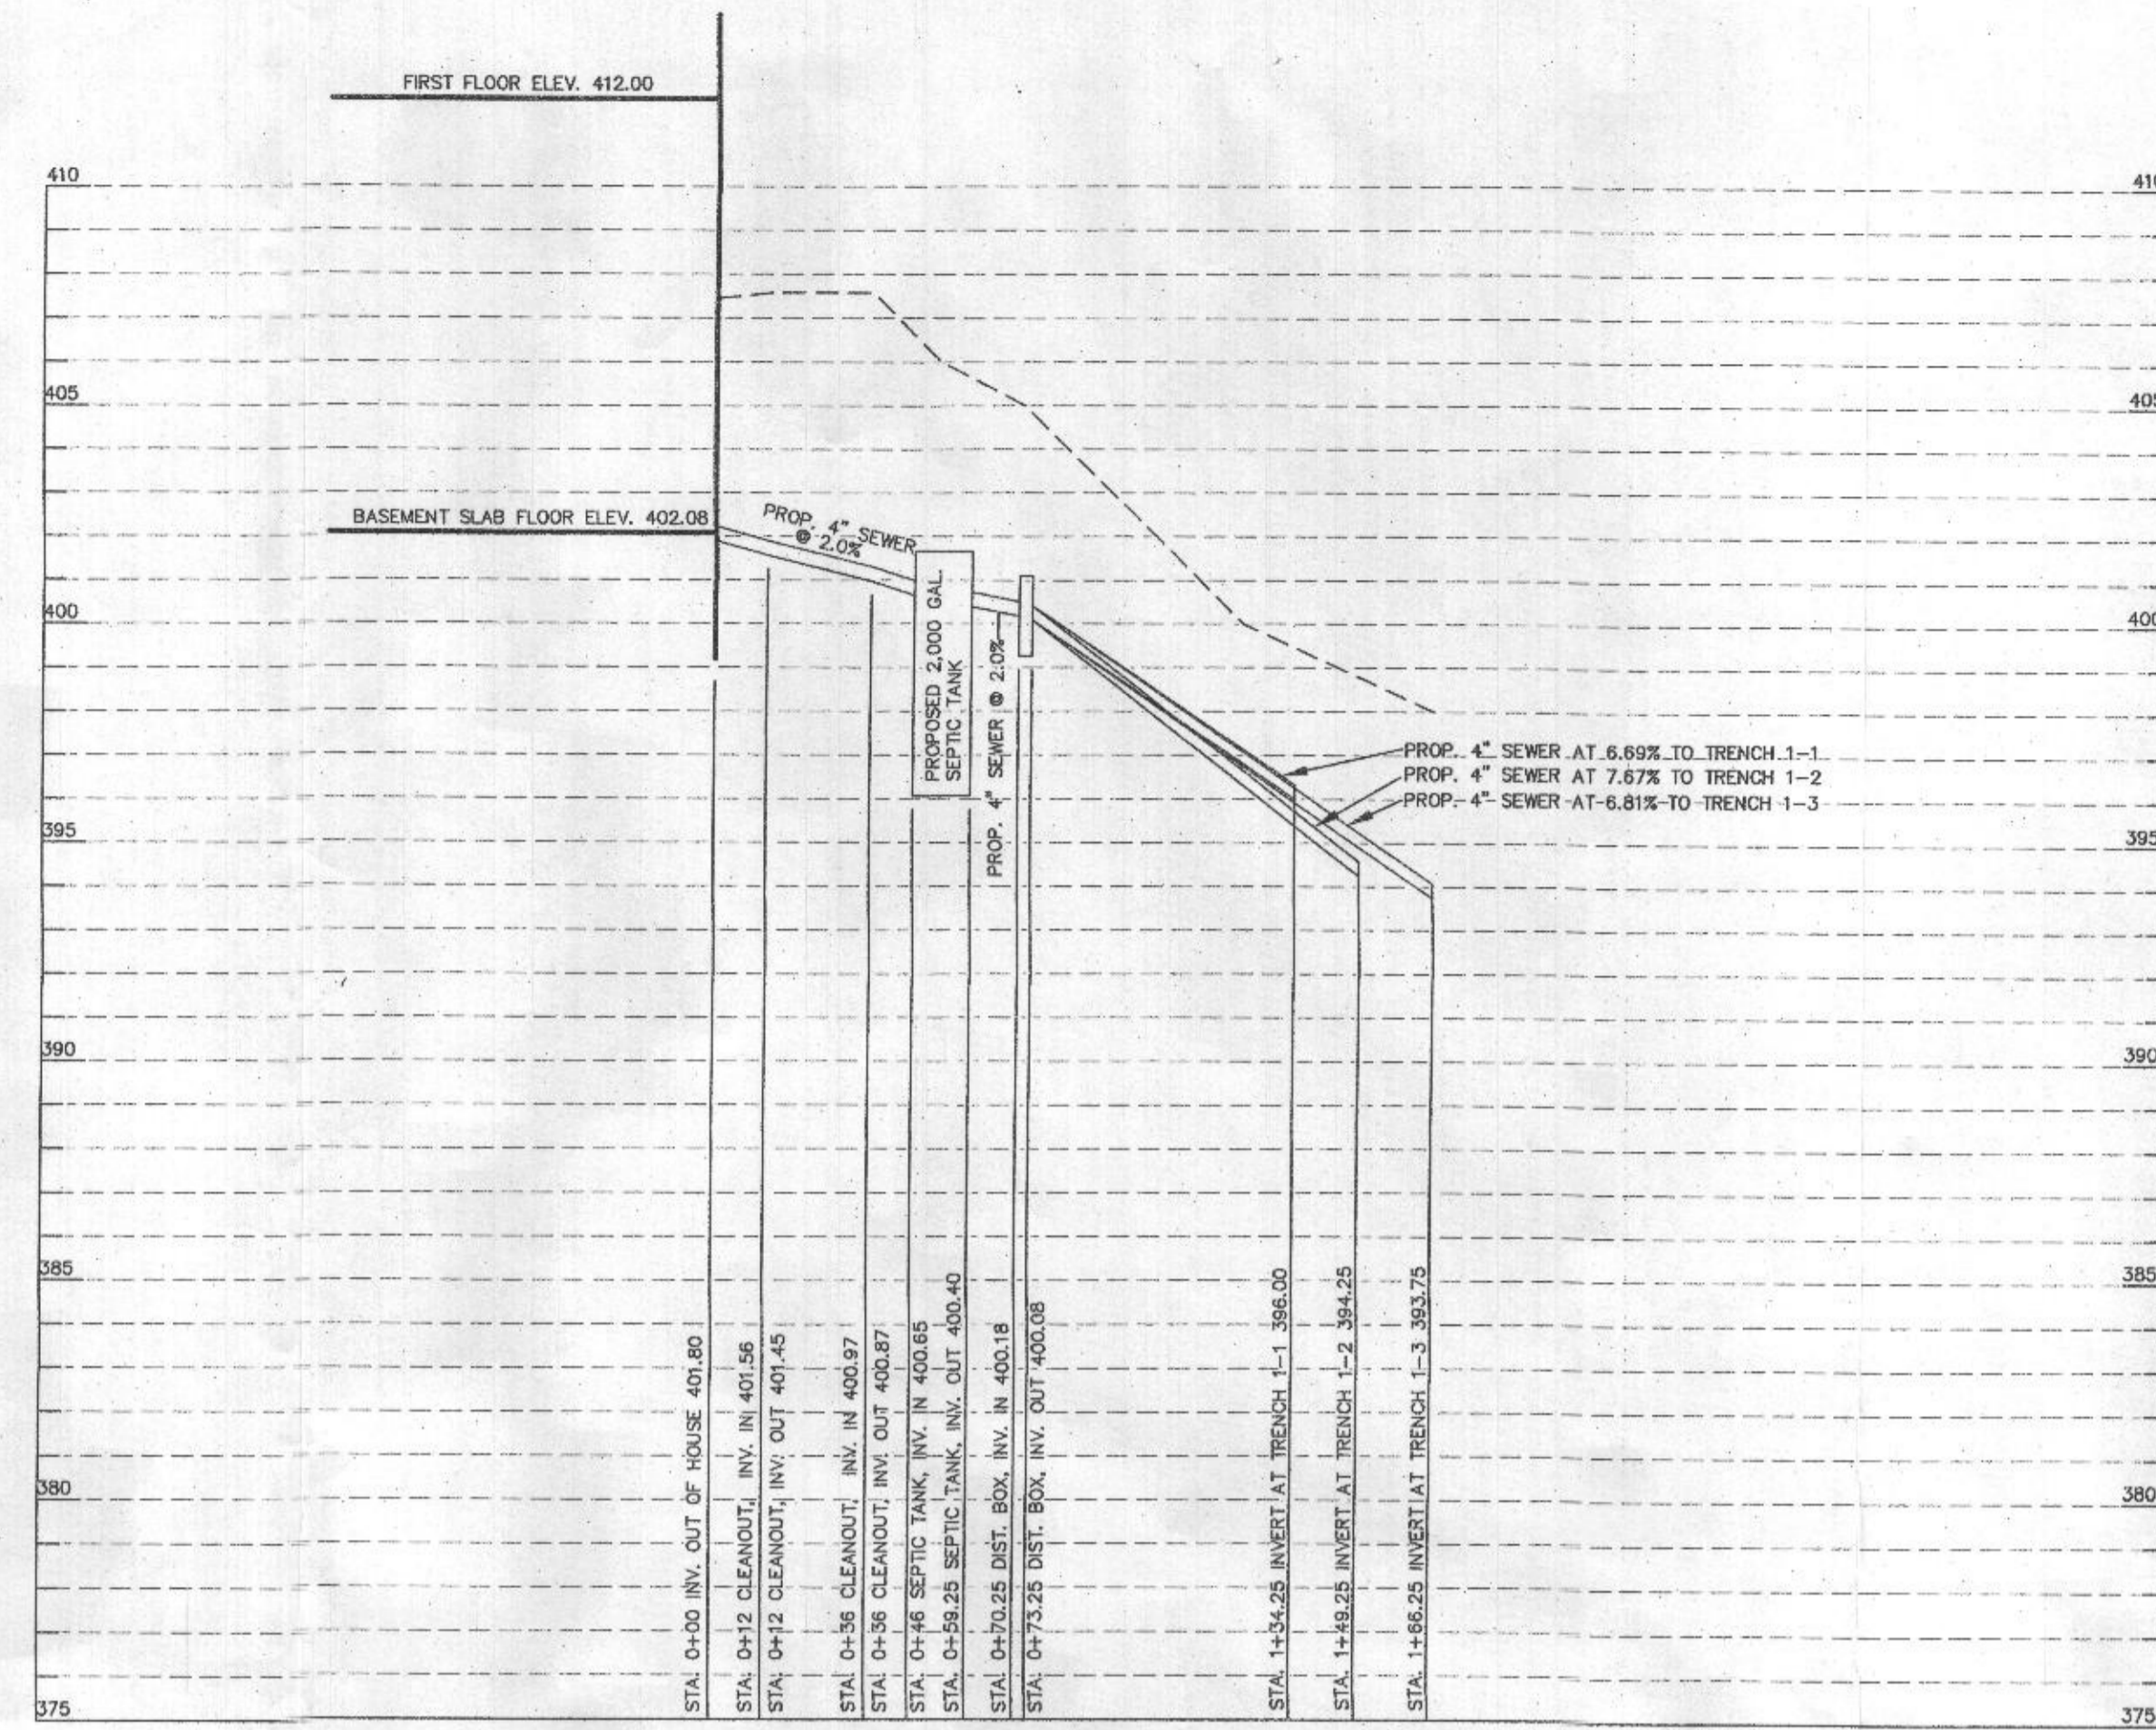 FIRST FLOOR ELEV. 412.00
410
410
405
405
BASEMENT SLAB FLOOR ELEV. 402.08
PROP. 4" SEWER
@ 2.0%
400
400
PROPOSED 2,000 GAL.
SEPTIC TANK
PROP. 4" SEWER @ 2.0%
PROP. 4" SEWER AT 6.69% TO TRENCH 1-1
PROP. 4" SEWER AT 7.67% TO TRENCH 1-2
PROP. 4" SEWER AT 6.81% TO TRENCH 1-3
395
395
390
390
385
385
380
380
375
375
STA. 0+00 INV. OUT OF HOUSE 401.80
STA. 0+12 CLEANOUT, INV. IN 401.56
STA. 0+12 CLEANOUT, INV. OUT 401.45
STA. 0+36 CLEANOUT, INV. IN 400.97
STA. 0+36 CLEANOUT, INV. OUT 400.87
STA. 0+46 SEPTIC TANK, INV. IN 400.65
STA. 0+59.25 SEPTIC TANK, INV. OUT 400.40
STA. 0+70.25 DIST. BOX, INV. IN 400.18
STA. 0+73.25 DIST. BOX, INV. OUT 400.08
STA. 1+34.25 INVERT AT TRENCH 1-1 396.00
STA. 1+49.25 INVERT AT TRENCH 1-2 394.25
STA. 1+66.25 INVERT AT TRENCH 1-3 393.75